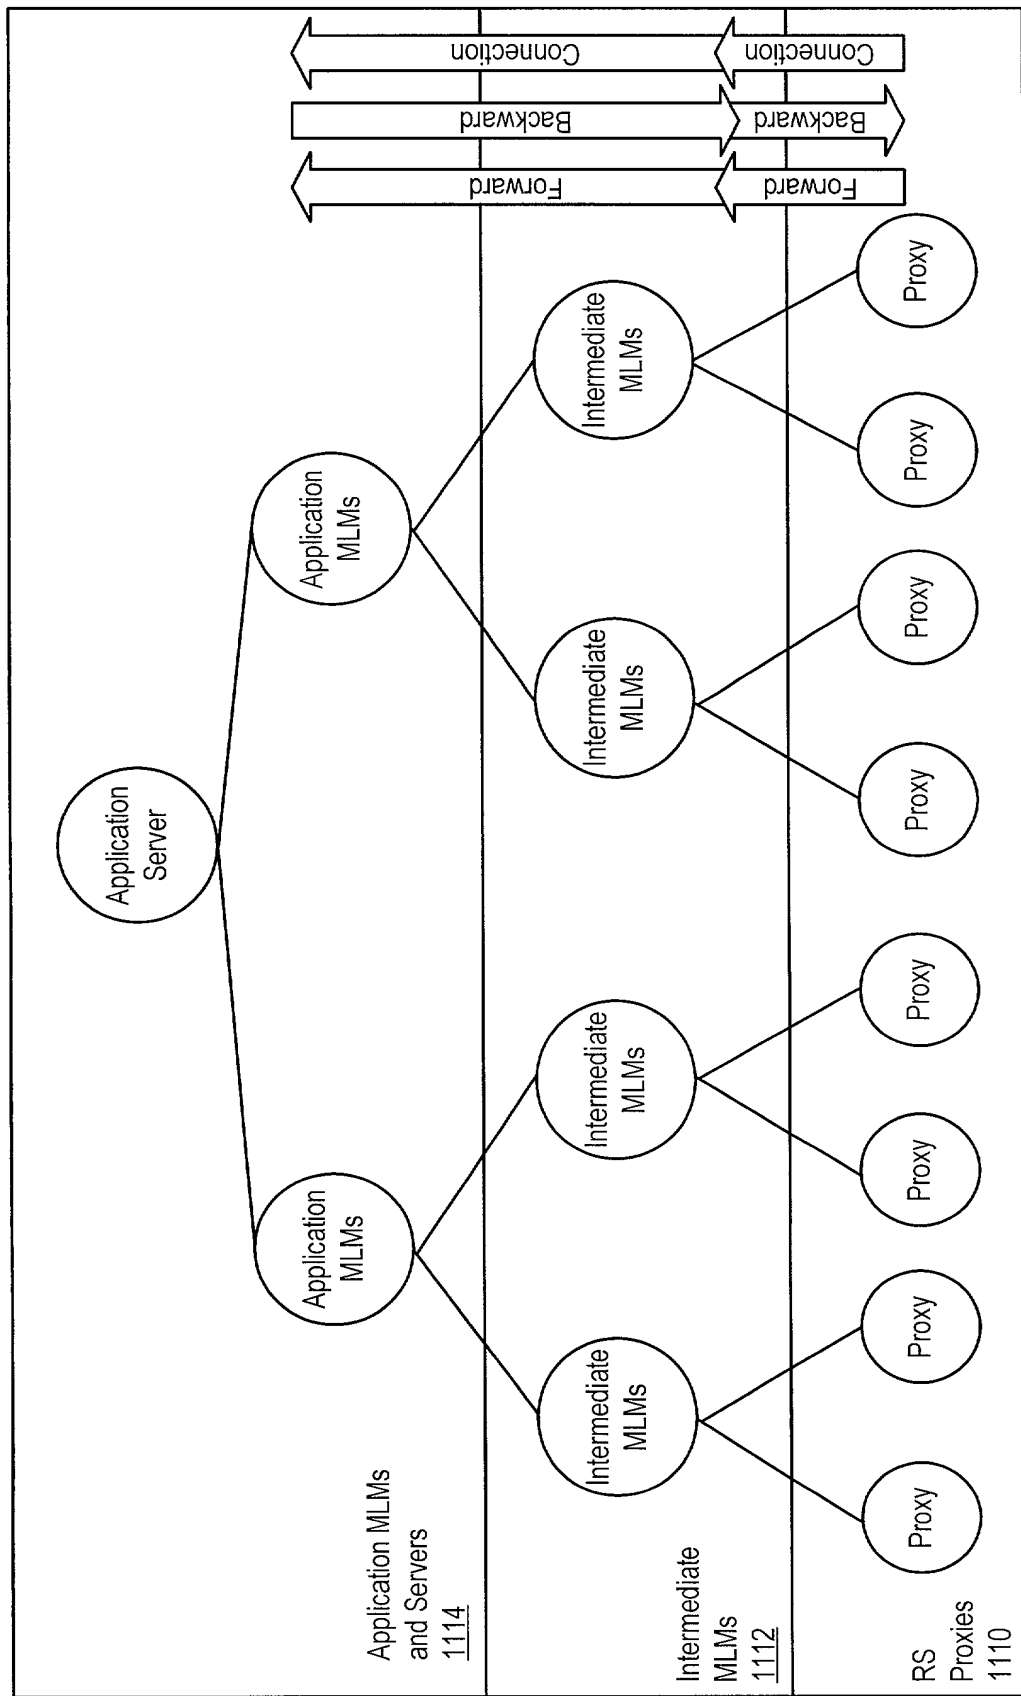 Application
Server
Application
MLMs
Application
MLMs
Application MLMs
and Servers
1114
Intermediate
MLMs
Intermediate
MLMs
Intermediate
MLMs
Intermediate
MLMs
Intermediate
MLMs
1112
Proxy
Proxy
Proxy
Proxy
Proxy
Proxy
Proxy
Proxy
RS
Proxies
1110
Forward
Forward
Backward
Backward
Connection
Connection